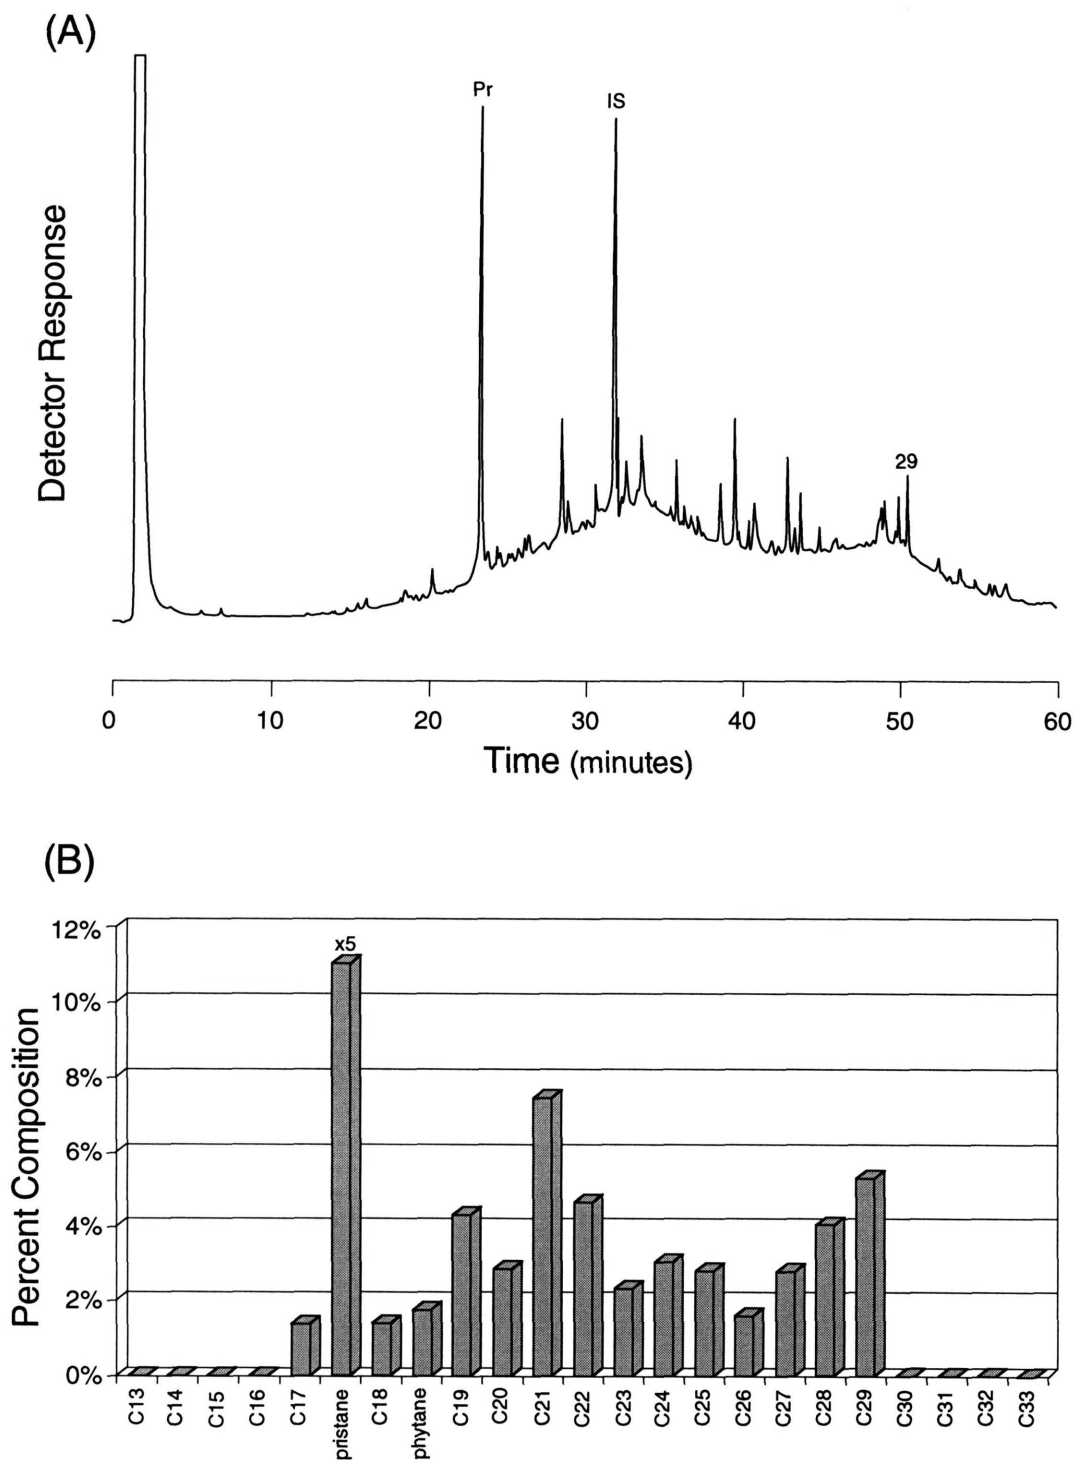 (A)
Pr
IS
29
Detector Response
0 10 20 30 40 50 60
Time (minutes)
(B)
12%
x5
10%
8%
6%
4%
2%
0%
Percent Composition
C13 C14 C15 C16 C17 pristane C18 phytane C19 C20 C21 C22 C23 C24 C25 C26 C27 C28 C29 C30 C31 C32 C33